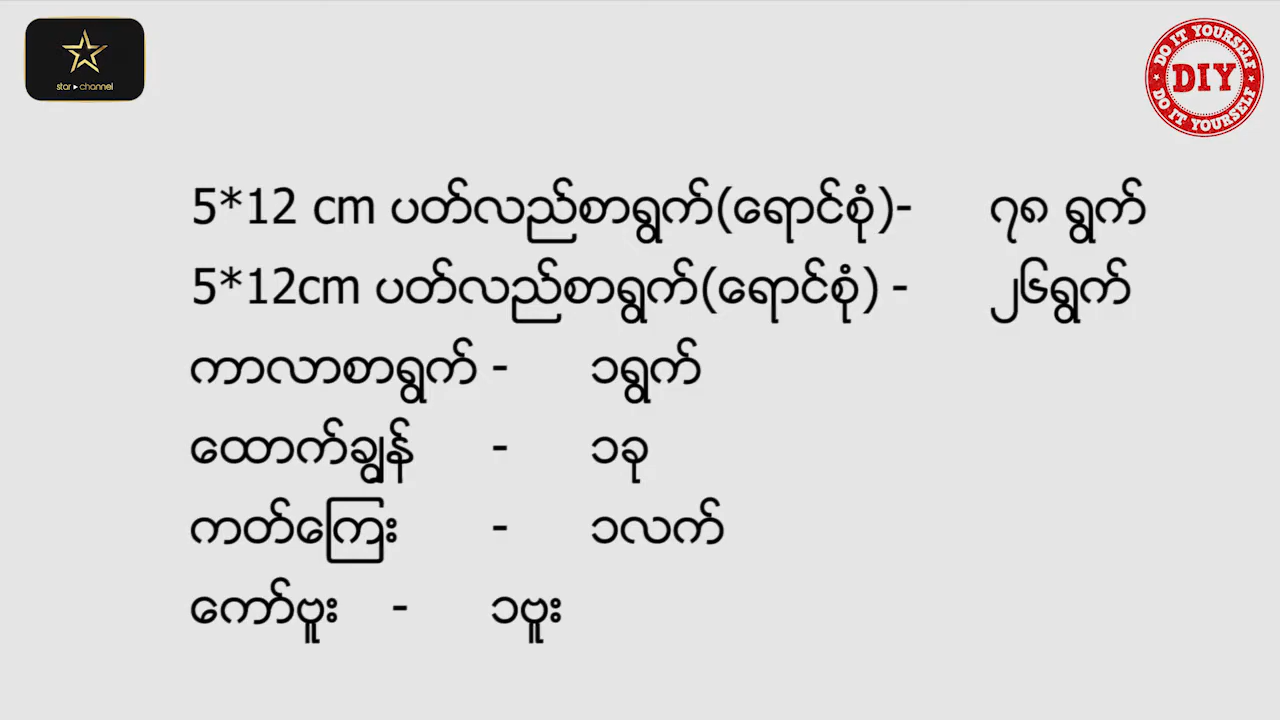 star channel
DO IT YOURSELF
DIY
DO IT YOURSELF
5*12 cm ပတ်လည်စာရွက်(ရောင်စုံ)- ၇၈ ရွက်
5*12cm ပတ်လည်စာရွက်(ရောင်စုံ) - ၂၆ရွက်
ကာလာစာရွက် - ၁ရွက်
ထောက်ချွန် - ၁ခု
ကတ်ကြေး - ၁လက်
ကော်ဗူး - ၁ဗူး